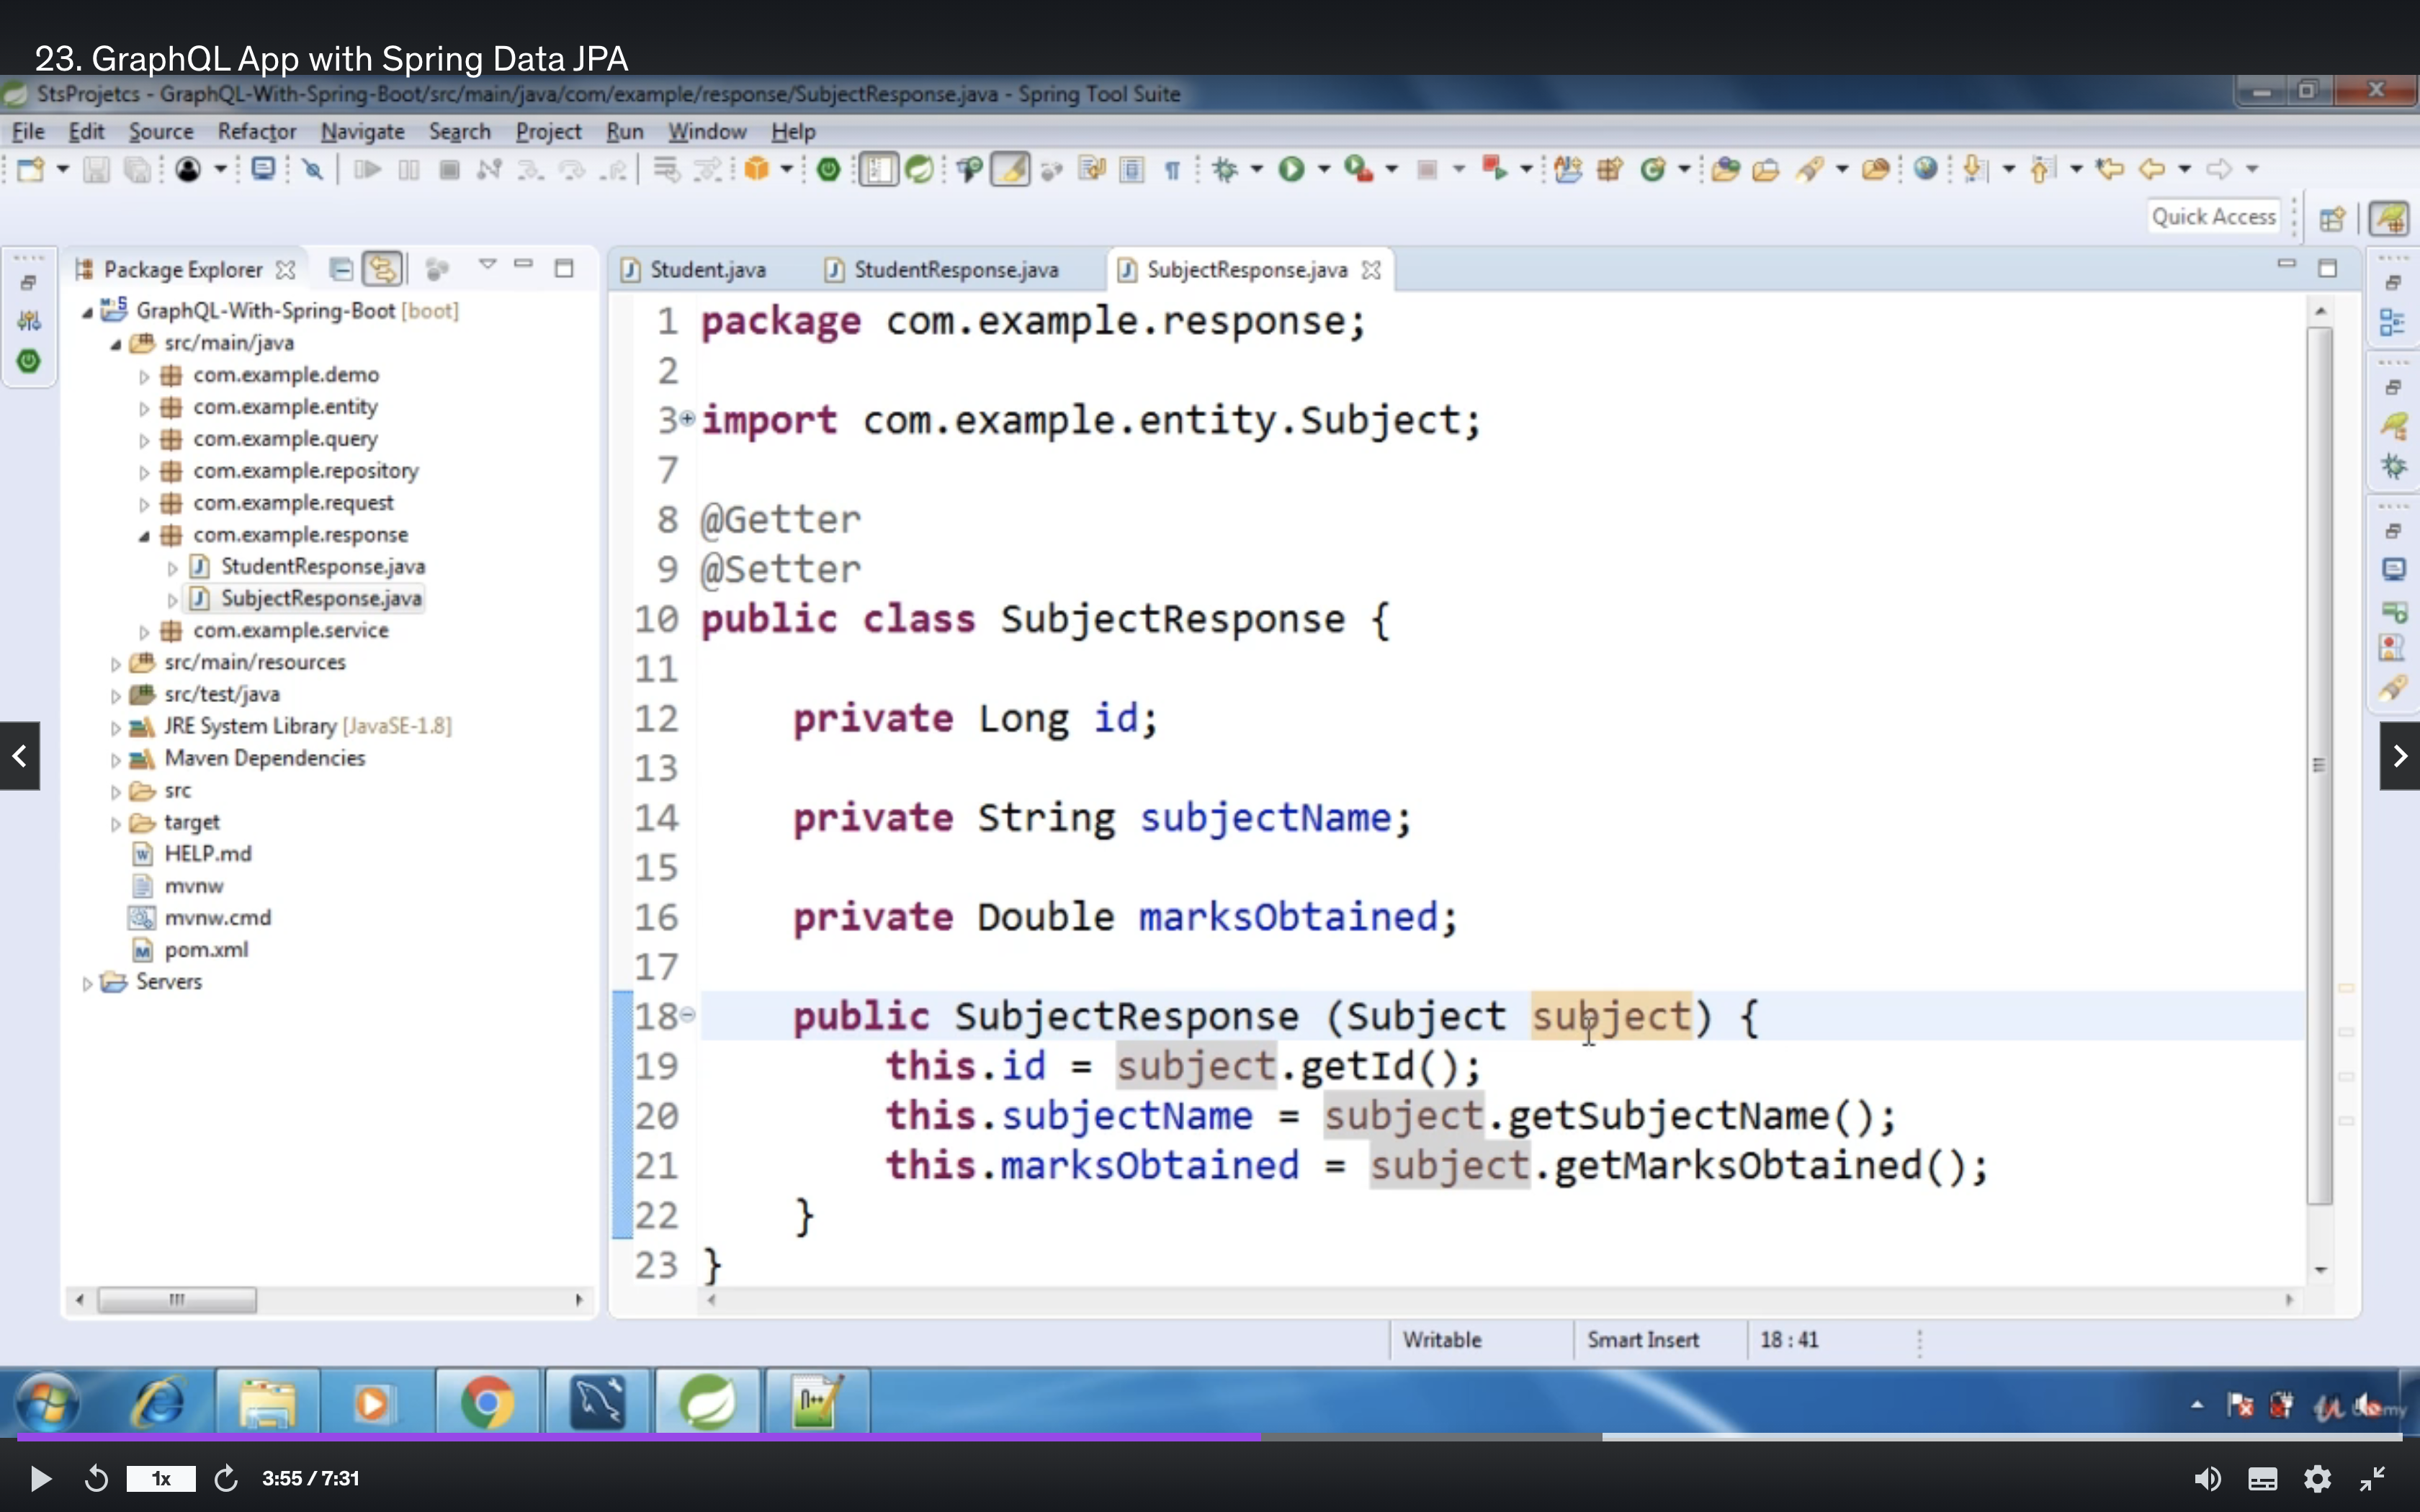 23. GraphQL App with Spring Data JPA
StsProjetcs - GraphQL-With-Spring-Boot/src/main/java/com/example/response/SubjectResponse.java - Spring Tool Suite
File Edit Source Refactor Navigate Search Project Run Window Help
Quick Access
Package Explorer
GraphQL-With-Spring-Boot [boot]
src/main/java
com.example.demo
com.example.entity
com.example.query
com.example.repository
com.example.request
com.example.response
StudentResponse.java
SubjectResponse.java
com.example.service
src/main/resources
src/test/java
JRE System Library [JavaSE-1.8]
Maven Dependencies
src
target
HELP.md
mvnw
mvnw.cmd
pom.xml
Servers
Student.java StudentResponse.java SubjectResponse.java
1 package com.example.response;
2
3 import com.example.entity.Subject;
7
8 @Getter
9 @Setter
10 public class SubjectResponse {
11
12 private Long id;
13
14 private String subjectName;
15
16 private Double marksObtained;
17
18 public SubjectResponse (Subject subject) {
19 this.id = subject.getId();
20 this.subjectName = subject.getSubjectName();
21 this.marksObtained = subject.getMarksObtained();
22 }
23 }
Writable Smart Insert 18 : 41
1x 3:55 / 7:31